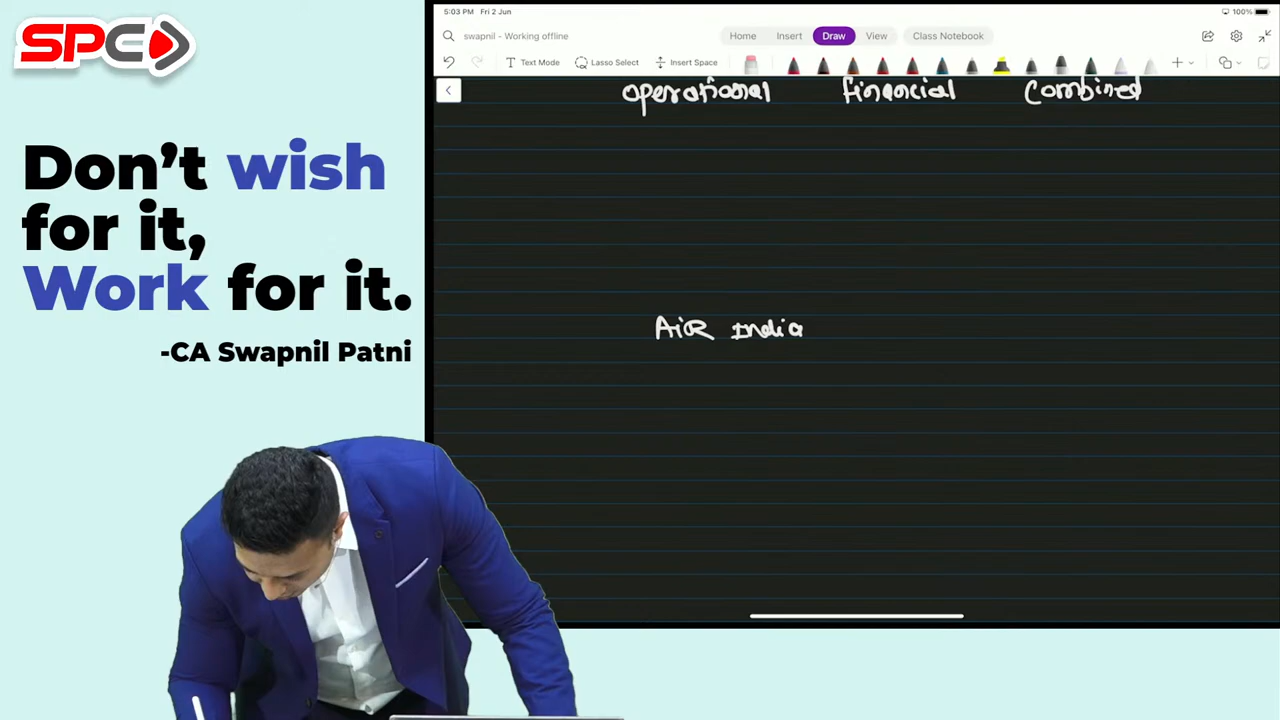 SPC
Don't wish
for it,
Work for it.
-CA Swapnil Patni
5:03 PM Fri 2 Jun
100%
swapnil - Working offline
Home Insert Draw View Class Notebook
Text Mode Lasso Select Insert Space
operational financial Combined
AiR India